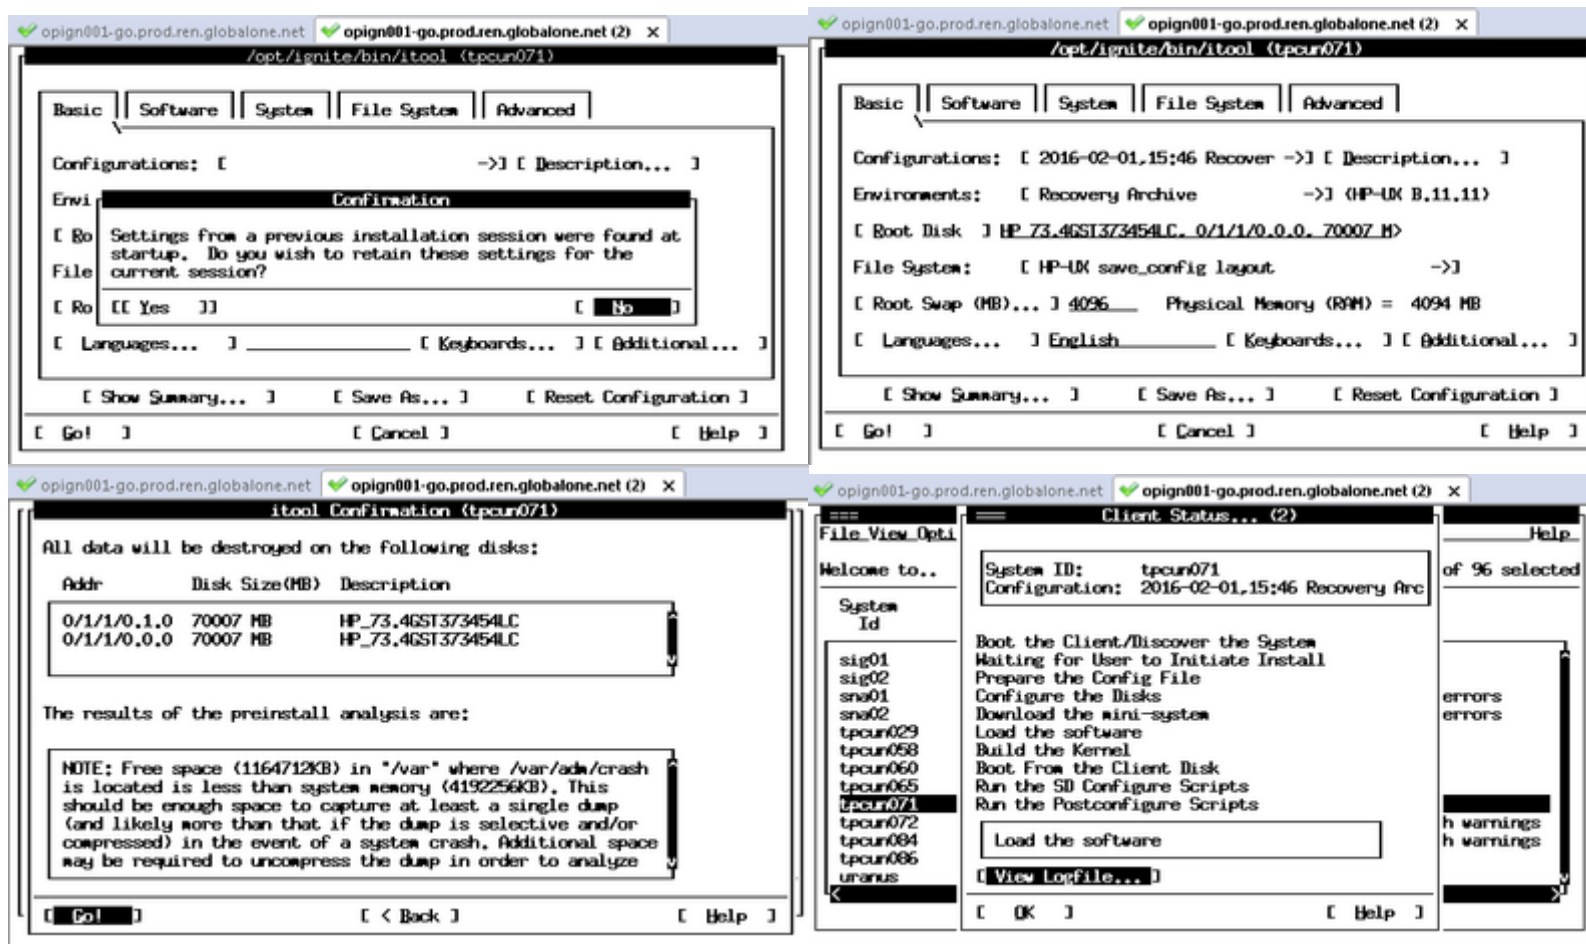 opign001-go.prod.ren.globalone.net opign001-go.prod.ren.globalone.net (2) ×
/opt/ignite/bin/itool (tpcun071)
Basic Software System File System Advanced
Configurations: [ ->] [ Description... ]
Envi Confirmation
[ Ro Settings from a previous installation session were found at
startup. Do you wish to retain these settings for the
File current session?
[ Ro [[ Yes ]] [ No ]
[ Languages... ] [ Keyboards... ] [ Additional... ]
[ Show Summary... ] [ Save As... ] [ Reset Configuration ]
[ Go! ] [ Cancel ] [ Help ]
opign001-go.prod.ren.globalone.net opign001-go.prod.ren.globalone.net (2) ×
/opt/ignite/bin/itool (tpcun071)
Basic Software System File System Advanced
Configurations: [ 2016-02-01,15:46 Recover ->] [ Description... ]
Environments: [ Recovery Archive ->] (HP-UX B.11.11)
[ Root Disk ] HP_73.4GST373454LC, 0/1/1/0.0.0, 70007 M>
File System: [ HP-UX save_config layout ->]
[ Root Swap (MB)... ] 4096 Physical Memory (RAM) = 4094 MB
[ Languages... ] English [ Keyboards... ] [ Additional... ]
[ Show Summary... ] [ Save As... ] [ Reset Configuration ]
[ Go! ] [ Cancel ] [ Help ]
opign001-go.prod.ren.globalone.net opign001-go.prod.ren.globalone.net (2) ×
itool Confirmation (tpcun071)
All data will be destroyed on the following disks:
Addr Disk Size(MB) Description
0/1/1/0.1.0 70007 MB HP_73.4GST373454LC
0/1/1/0.0.0 70007 MB HP_73.4GST373454LC
The results of the preinstall analysis are:
NOTE: Free space (1164712KB) in "/var" where /var/adm/crash
is located is less than system memory (4192256KB). This
should be enough space to capture at least a single dump
(and likely more than that if the dump is selective and/or
compressed) in the event of a system crash. Additional space
may be required to uncompress the dump in order to analyze
[ Go! ] [ < Back ] [ Help ]
opign001-go.prod.ren.globalone.net opign001-go.prod.ren.globalone.net (2) ×
=== Client Status... (2)
File View Opti Help
Welcome to.. System ID: tpcun071 of 96 selected
Configuration: 2016-02-01,15:46 Recovery Arc
System
Id
Boot the Client/Discover the System
sig01 Waiting for User to Initiate Install
sig02 Prepare the Config File
sna01 Configure the Disks errors
sna02 Download the mini-system errors
tpcun029 Load the software
tpcun058 Build the Kernel
tpcun060 Boot From the Client Disk
tpcun065 Run the SD Configure Scripts
tpcun071 Run the Postconfigure Scripts
tpcun072 h warnings
tpcun084 Load the software h warnings
tpcun086
uranus [ View Logfile... ]
[ OK ] [ Help ]